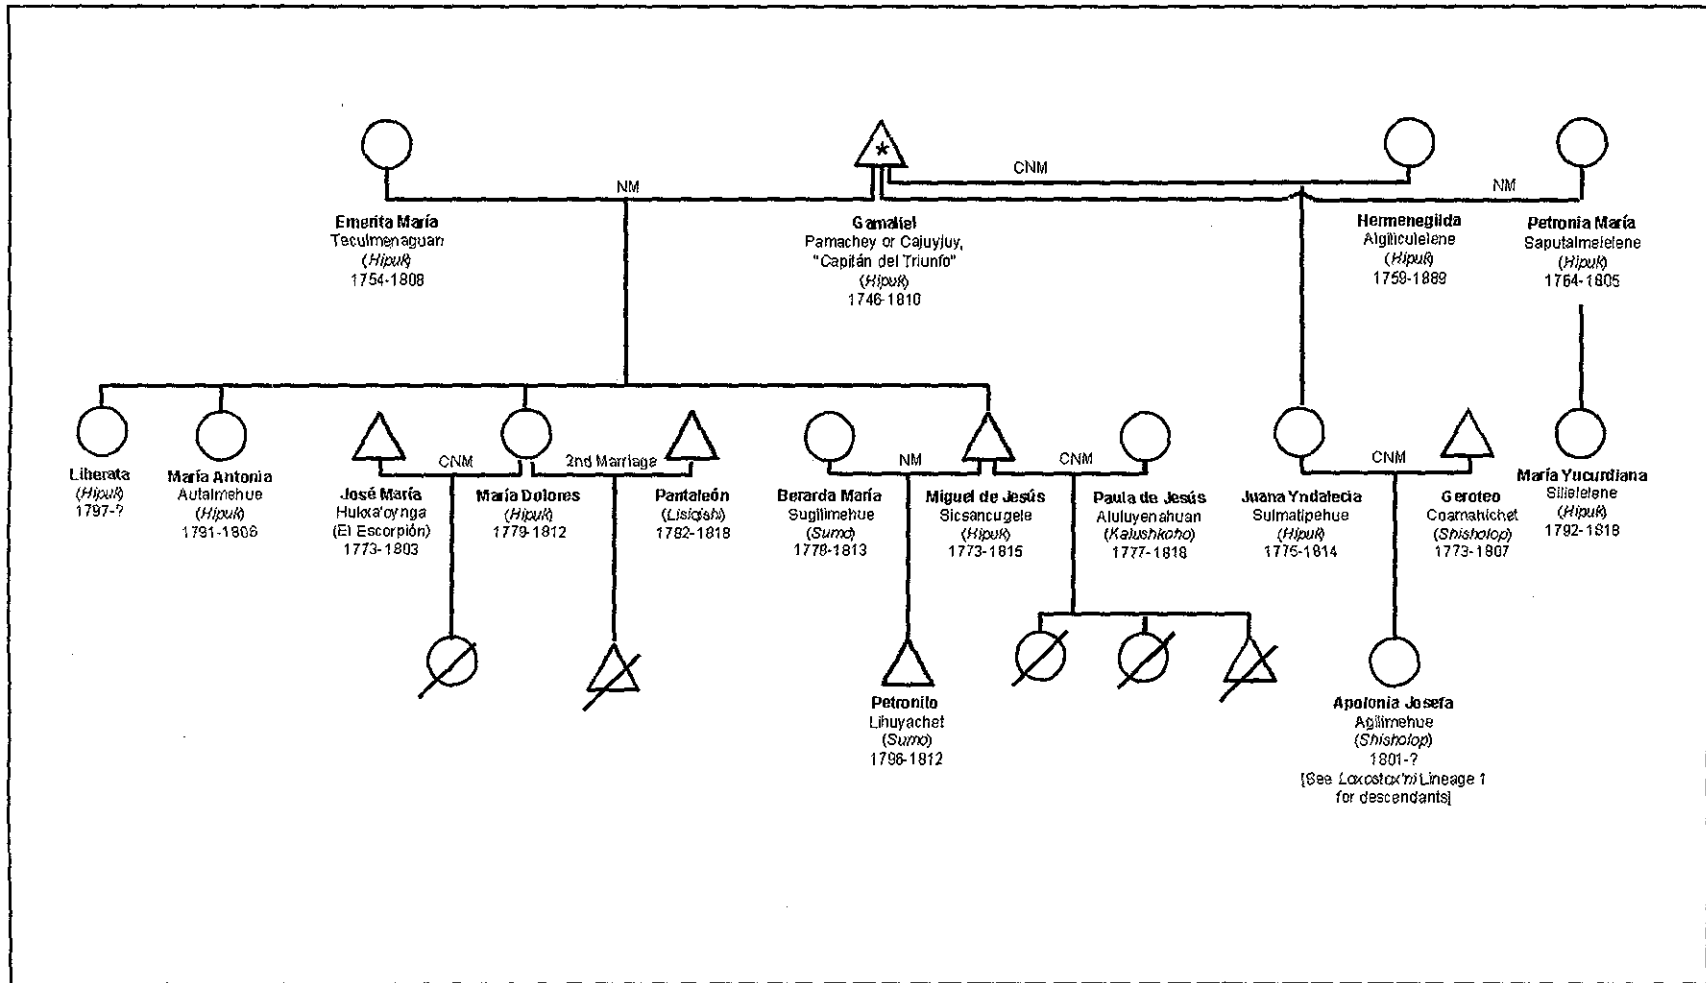 CNM
NM
NM
Emerita María
Teculmenaguan
(Hipuk)
1754-1808
Gamaliel
Pamachey or Cajuyjuy,
"Capitán del Triunfo"
(Hipuk)
1746-1810
Hermenegilda
Algiliculelene
(Hipuk)
1759-1889
Petronia María
Saputalmelelene
(Hipuk)
1764-1805
CNM
2nd Marriage
NM
CNM
CNM
Liberata
(Hipuk)
1797-?
María Antonia
Autalmehue
(Hipuk)
1791-1806
José María
(El Escorpión)
1773-1803
María Dolores
(Hipuk)
1779-1812
Pantaleón
(Lisiqishi)
1782-1818
Berarda María
Sugilimehue
(Sumo)
1778-1813
Miguel de Jesús
Sicsancugele
(Hipuk)
1773-1815
Paula de Jesús
Aluluyenahuan
(Kalushkoho)
1777-1818
Juana Yndalecia
Sulmatipehue
(Hipuk)
1775-1814
Geroteo
Coamahichet
(Shisholop)
1773-1807
María Yucurdiana
Silielelene
(Hipuk)
1792-1818
Petronilo
Lihuyachet
(Sumo)
1796-1812
Apolonia Josefa
Agilimehue
(Shisholop)
1801-?
[See Loxostox'ni Lineage 1
for descendants]